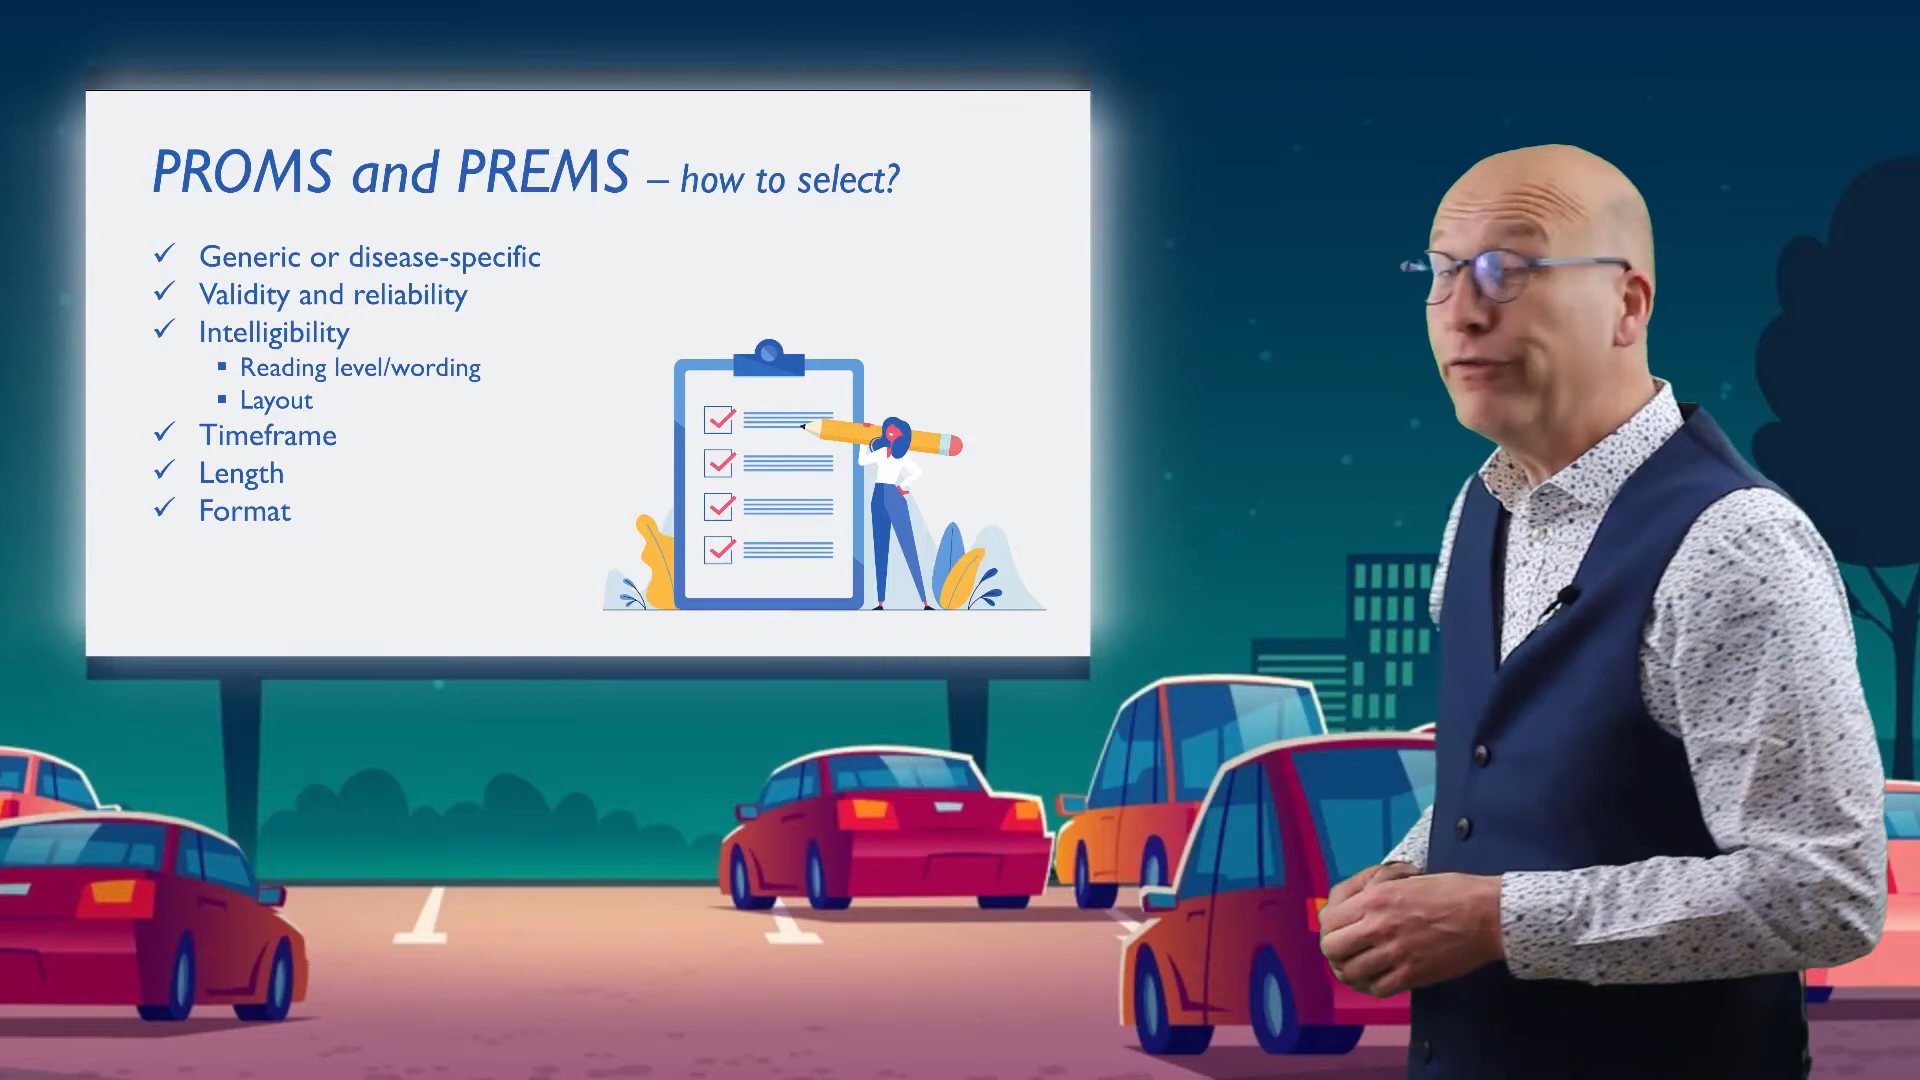 PROMS and PREMS – how to select?
✓ Generic or disease-specific
✓ Validity and reliability
✓ Intelligibility
▪ Reading level/wording
▪ Layout
✓ Timeframe
✓ Length
✓ Format